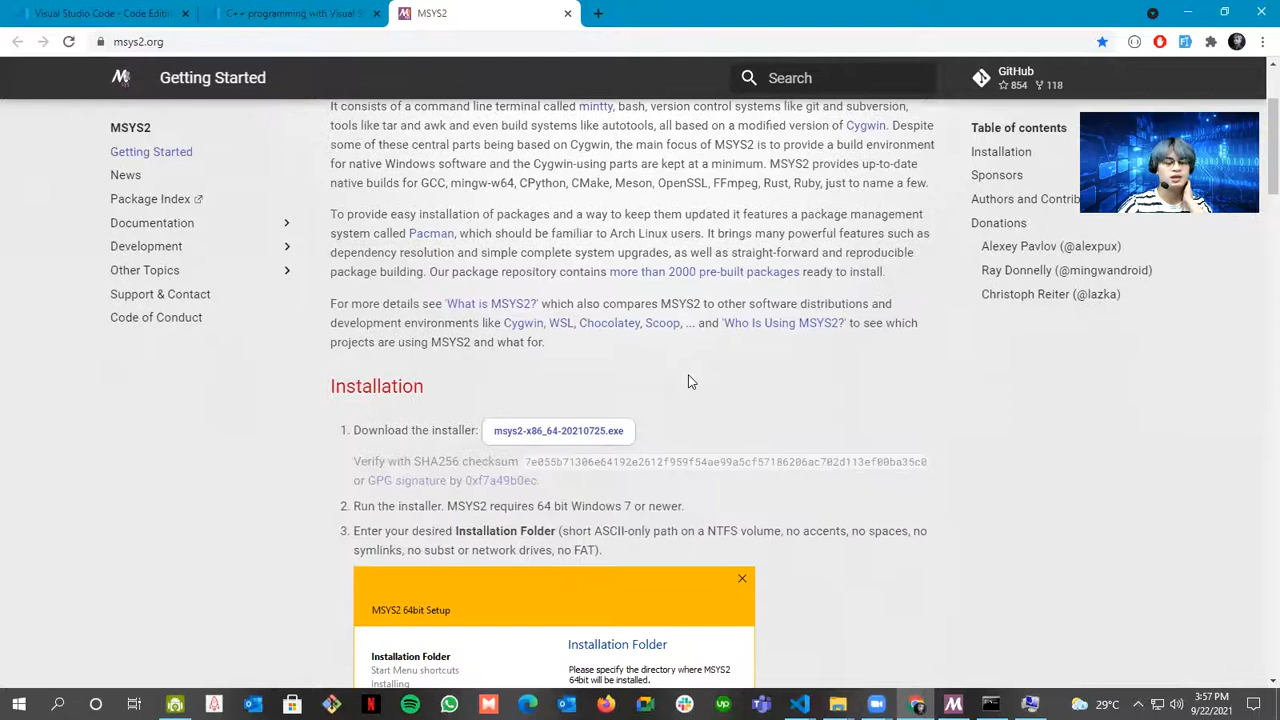 Visual Studio Code - Code Editin
C++ programming with Visual S
MSYS2
msys2.org
Getting Started
Search
GitHub
854 118
MSYS2
Getting Started
News
Package Index
Documentation
Development
Other Topics
Support & Contact
Code of Conduct
It consists of a command line terminal called mintty, bash, version control systems like git and subversion,
tools like tar and awk and even build systems like autotools, all based on a modified version of Cygwin. Despite
some of these central parts being based on Cygwin, the main focus of MSYS2 is to provide a build environment
for native Windows software and the Cygwin-using parts are kept at a minimum. MSYS2 provides up-to-date
native builds for GCC, mingw-w64, CPython, CMake, Meson, OpenSSL, FFmpeg, Rust, Ruby, just to name a few.
To provide easy installation of packages and a way to keep them updated it features a package management
system called Pacman, which should be familiar to Arch Linux users. It brings many powerful features such as
dependency resolution and simple complete system upgrades, as well as straight-forward and reproducible
package building. Our package repository contains more than 2000 pre-built packages ready to install.
For more details see 'What is MSYS2?' which also compares MSYS2 to other software distributions and
development environments like Cygwin, WSL, Chocolatey, Scoop, ... and 'Who Is Using MSYS2?' to see which
projects are using MSYS2 and what for.
Installation
1. Download the installer: msys2-x86_64-20210725.exe
Verify with SHA256 checksum 7e055b71306e64192e2612f959f54ae99a5cf57186206ac702d113ef00ba35c0
or GPG signature by 0xf7a49b0ec.
2. Run the installer. MSYS2 requires 64 bit Windows 7 or newer.
3. Enter your desired Installation Folder (short ASCII-only path on a NTFS volume, no accents, no spaces, no
symlinks, no subst or network drives, no FAT).
MSYS2 64bit Setup
Installation Folder
Start Menu shortcuts
Installing
Installation Folder
Please specify the directory where MSYS2
64bit will be installed.
Table of contents
Installation
Sponsors
Authors and Contrib
Donations
Alexey Pavlov (@alexpux)
Ray Donnelly (@mingwandroid)
Christoph Reiter (@lazka)
29°C
3:57 PM
9/22/2021